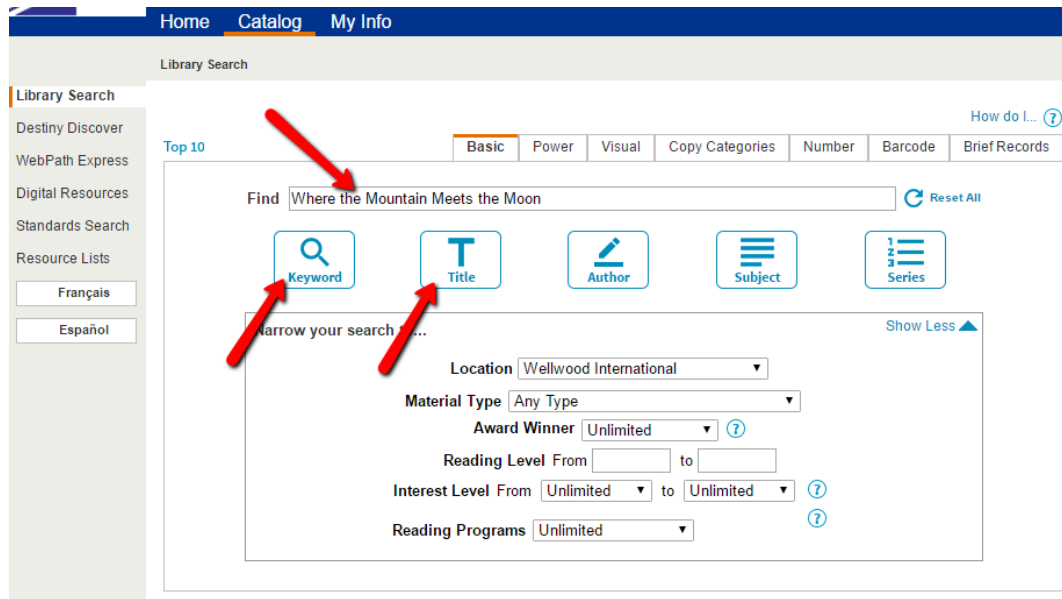 Home Catalog My Info
Library Search
Library Search
Destiny Discover
WebPath Express
Digital Resources
Standards Search
Resource Lists
Français
Español
How do I... ?
Top 10 Basic Power Visual Copy Categories Number Barcode Brief Records
Find Where the Mountain Meets the Moon Reset All
Keyword Title Author Subject Series
Narrow your search ... Show Less
Location Wellwood International
Material Type Any Type
Award Winner Unlimited ?
Reading Level From to
Interest Level From Unlimited to Unlimited ?
?
Reading Programs Unlimited